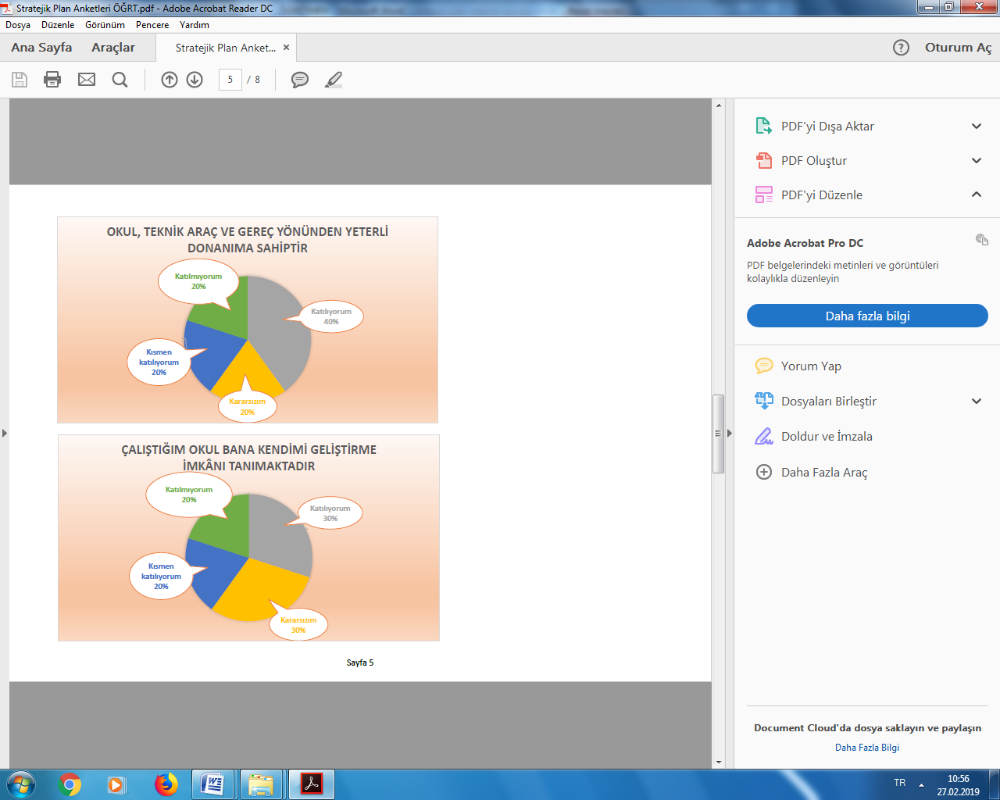 Stratejik Plan Anketleri ÖĞRT.pdf - Adobe Acrobat Reader DC
Dosya Düzenle Görünüm Pencere Yardım
Ana Sayfa Araçlar Stratejik Plan Anket... × ? Oturum Aç
5 / 8
OKUL, TEKNİK ARAÇ VE GEREÇ YÖNÜNDEN YETERLİ
DONANIMA SAHİPTİR
Katılmıyorum
20%
Katılıyorum
40%
Kısmen
katılıyorum
20%
Kararsızım
20%
ÇALIŞTIĞIM OKUL BANA KENDİMİ GELİŞTİRME
İMKÂNI TANIMAKTADIR
Katılmıyorum
20%
Katılıyorum
30%
Kısmen
katılıyorum
20%
Kararsızım
30%
Sayfa 5
PDF'yi Dışa Aktar
PDF Oluştur
PDF'yi Düzenle
Adobe Acrobat Pro DC
PDF belgelerindeki metinleri ve görüntüleri
kolaylıkla düzenleyin
Daha fazla bilgi
Yorum Yap
Dosyaları Birleştir
Doldur ve İmzala
Daha Fazla Araç
Document Cloud'da dosya saklayın ve paylaşın
Daha Fazla Bilgi
TR
10:56
27.02.2019